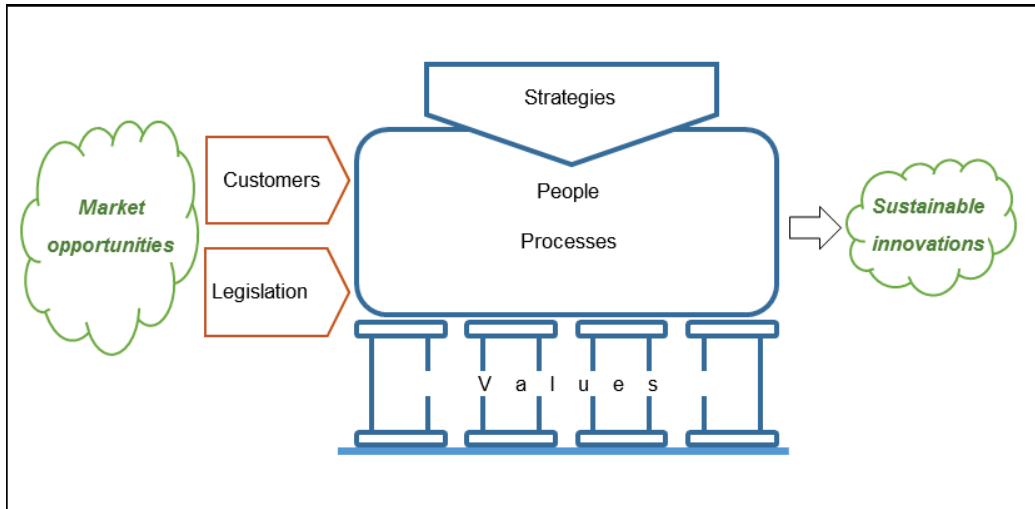 Strategies
Market
opportunities
Customers
Legislation
People
Processes
Sustainable
innovations
V a l u e s